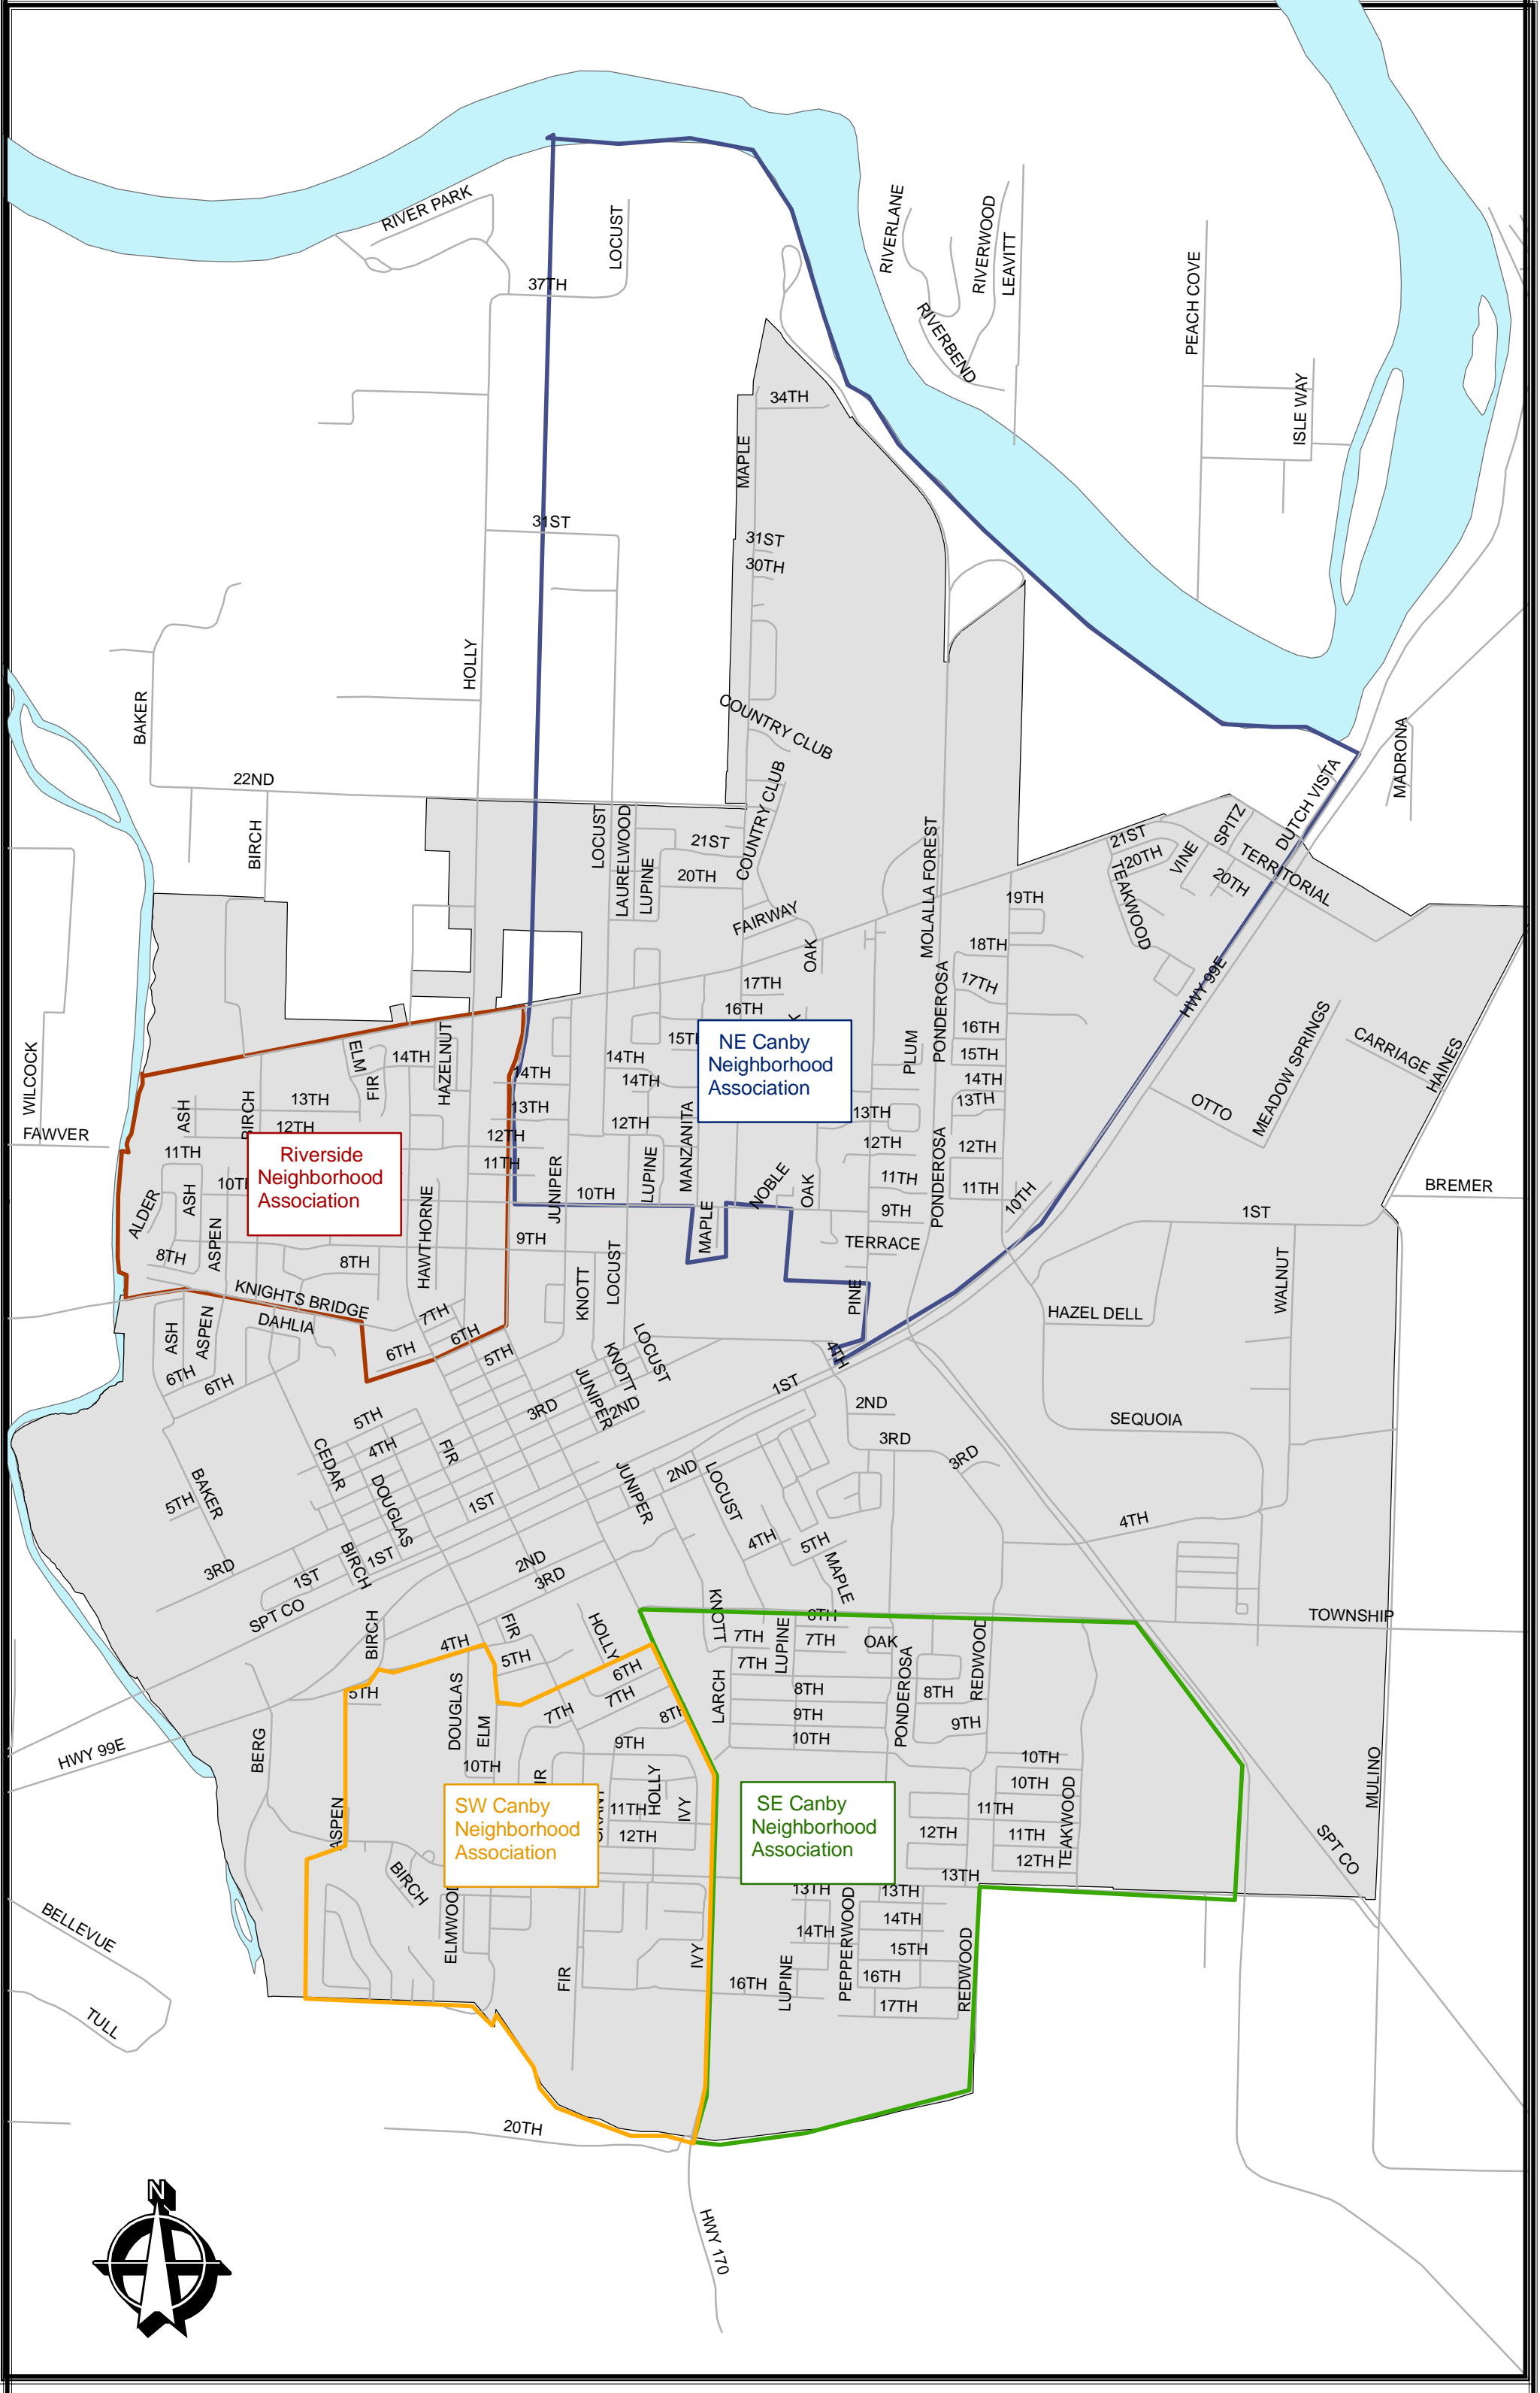 RIVER PARK
LOCUST
RIVERLANE
RIVERWOOD
LEAVITT
PEACH COVE
37TH
RIVERBEND
ISLE WAY
34TH
MAPLE
31ST
31ST
30TH
HOLLY
BAKER
COUNTRY CLUB
MADRONA
22ND
COUNTRY CLUB
DUTCH VISTA
BIRCH
LOCUST
LAURELWOOD
LUPINE
21ST
20TH
MOLALLA FOREST
21ST
20TH
SPITZ
VINE
TERRITORIAL
20TH
TEAKWOOD
FAIRWAY
OAK
19TH
18TH
17TH
17TH
PONDEROSA
HWY 99E
16TH
16TH
15TH
14TH
13TH
MEADOW SPRINGS
CARRIAGE
HAINES
OTTO
NE Canby
Neighborhood
Association
PLUM
WILCOCK
FAWVER
ELM
FIR
14TH
HAZELNUT
14TH
14TH
14TH
13TH
ASH
BIRCH
12TH
13TH
12TH
11TH
12TH
LUPINE
MANZANITA
13TH
12TH
11TH
12TH
11TH
PONDEROSA
10TH
11TH
Riverside
Neighborhood
Association
ALDER
ASH
ASPEN
HAWTHORNE
JUNIPER
10TH
MAPLE
NOBLE
OAK
9TH
TERRACE
BREMER
1ST
8TH
8TH
9TH
KNOTT
LOCUST
PINE
WALNUT
HAZEL DELL
KNIGHTS BRIDGE
DAHLIA
7TH
6TH
6TH
5TH
ASH
ASPEN
6TH
6TH
LOCUST
KNOTT
JUNIPER
2ND
3RD
4TH
1ST
2ND
3RD
3RD
SEQUOIA
5TH
4TH
CEDAR
FIR
DOUGLAS
BAKER
5TH
JUNIPER
2ND
LOCUST
1ST
4TH
5TH
MAPLE
4TH
3RD
1ST
BIRCH
1ST
2ND
3RD
SPT CO
BIRCH
4TH
FIR
5TH
HOLLY
6TH
7TH
7TH
8TH
KNOTT
6TH
TOWNSHIP
7TH
LUPINE
7TH
OAK
7TH
PONDEROSA
REDWOOD
8TH
LARCH
8TH
9TH
10TH
9TH
HWY 99E
BERG
5TH
DOUGLAS
ELM
10TH
9TH
HOLLY
IVY
11TH
12TH
10TH
10TH
11TH
11TH
12TH
12TH
TEAKWOOD
MULINO
SPT CO
SW Canby
Neighborhood
Association
SE Canby
Neighborhood
Association
ASPEN
BIRCH
ELMWOOD
FIR
IVY
13TH
13TH
13TH
14TH
PEPPERWOOD
14TH
15TH
16TH
LUPINE
16TH
17TH
REDWOOD
BELLEVUE
TULL
20TH
HWY 170
N